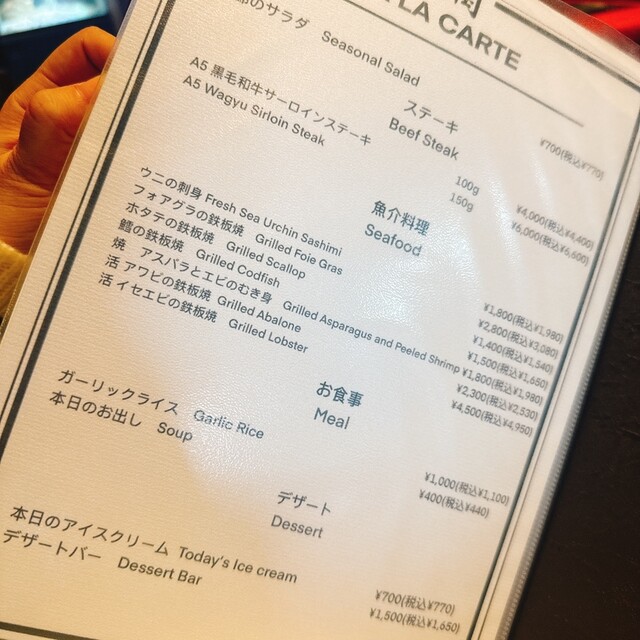 À LA CARTE
節のサラダ Seasonal Salad ¥700(税込¥770)
ステーキ
Beef Steak
A5 黒毛和牛サーロインステーキ 100g ¥4,000(税込¥4,400)
A5 Wagyu Sirloin Steak 150g ¥6,000(税込¥6,600)
魚介料理
Seafood
ウニの刺身 Fresh Sea Urchin Sashimi ¥1,800(税込¥1,980)
フォアグラの鉄板焼 Grilled Foie Gras ¥2,800(税込¥3,080)
ホタテの鉄板焼 Grilled Scallop ¥1,400(税込¥1,540)
鱈の鉄板焼 Grilled Codfish ¥1,500(税込¥1,650)
焼 アスパラとエビのむき身 Grilled Asparagus and Peeled Shrimp ¥1,800(税込¥1,980)
活 アワビの鉄板焼 Grilled Abalone ¥2,300(税込¥2,530)
活 イセエビの鉄板焼 Grilled Lobster ¥4,500(税込¥4,950)
お食事
Meal
ガーリックライス Garlic Rice ¥1,000(税込¥1,100)
本日のお出し Soup ¥400(税込¥440)
デザート
Dessert
本日のアイスクリーム Today's Ice cream ¥700(税込¥770)
デザートバー Dessert Bar ¥1,500(税込¥1,650)